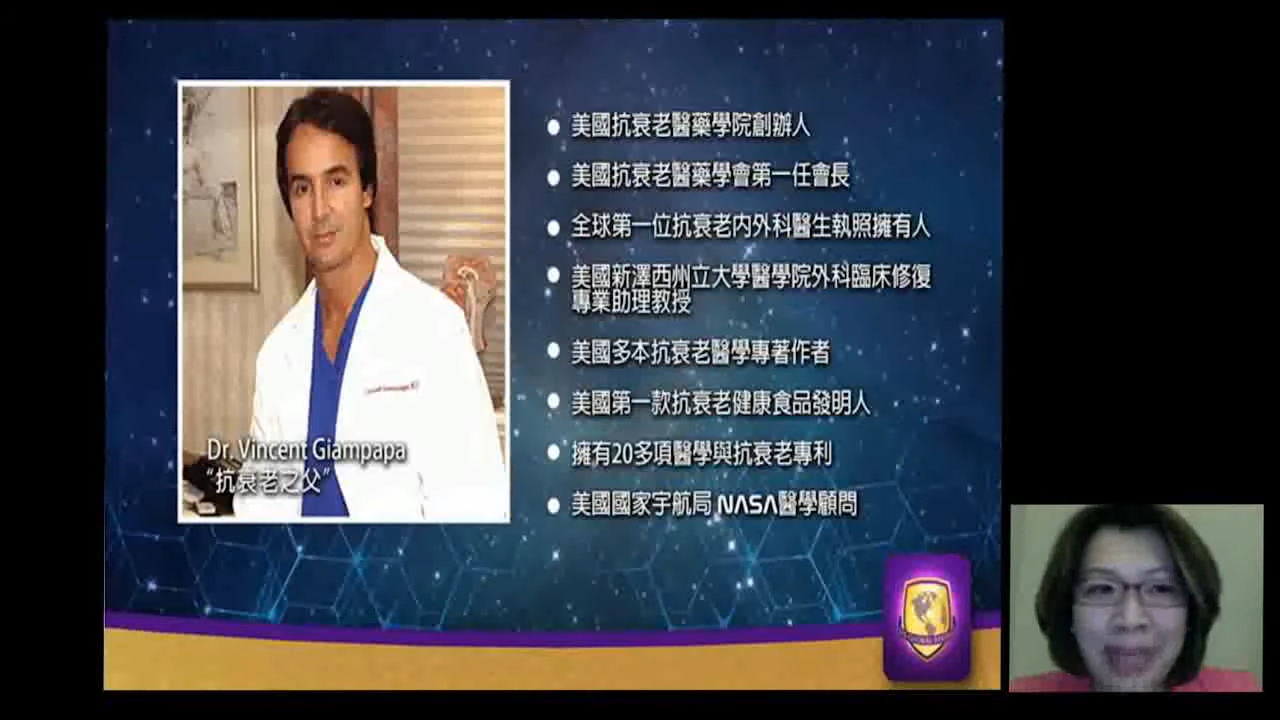 美國抗衰老醫藥學院創辦人
美國抗衰老醫藥學會第一任會長
全球第一位抗衰老內外科醫生執照擁有人
美國新澤西州立大學醫學院外科臨床修復
專業助理教授
美國多本抗衰老醫學專著作者
美國第一款抗衰老健康食品發明人
擁有20多項醫學與抗衰老專利
美國國家宇航局 NASA醫學顧問
Dr. Vincent Giampapa
“抗衰老之父”